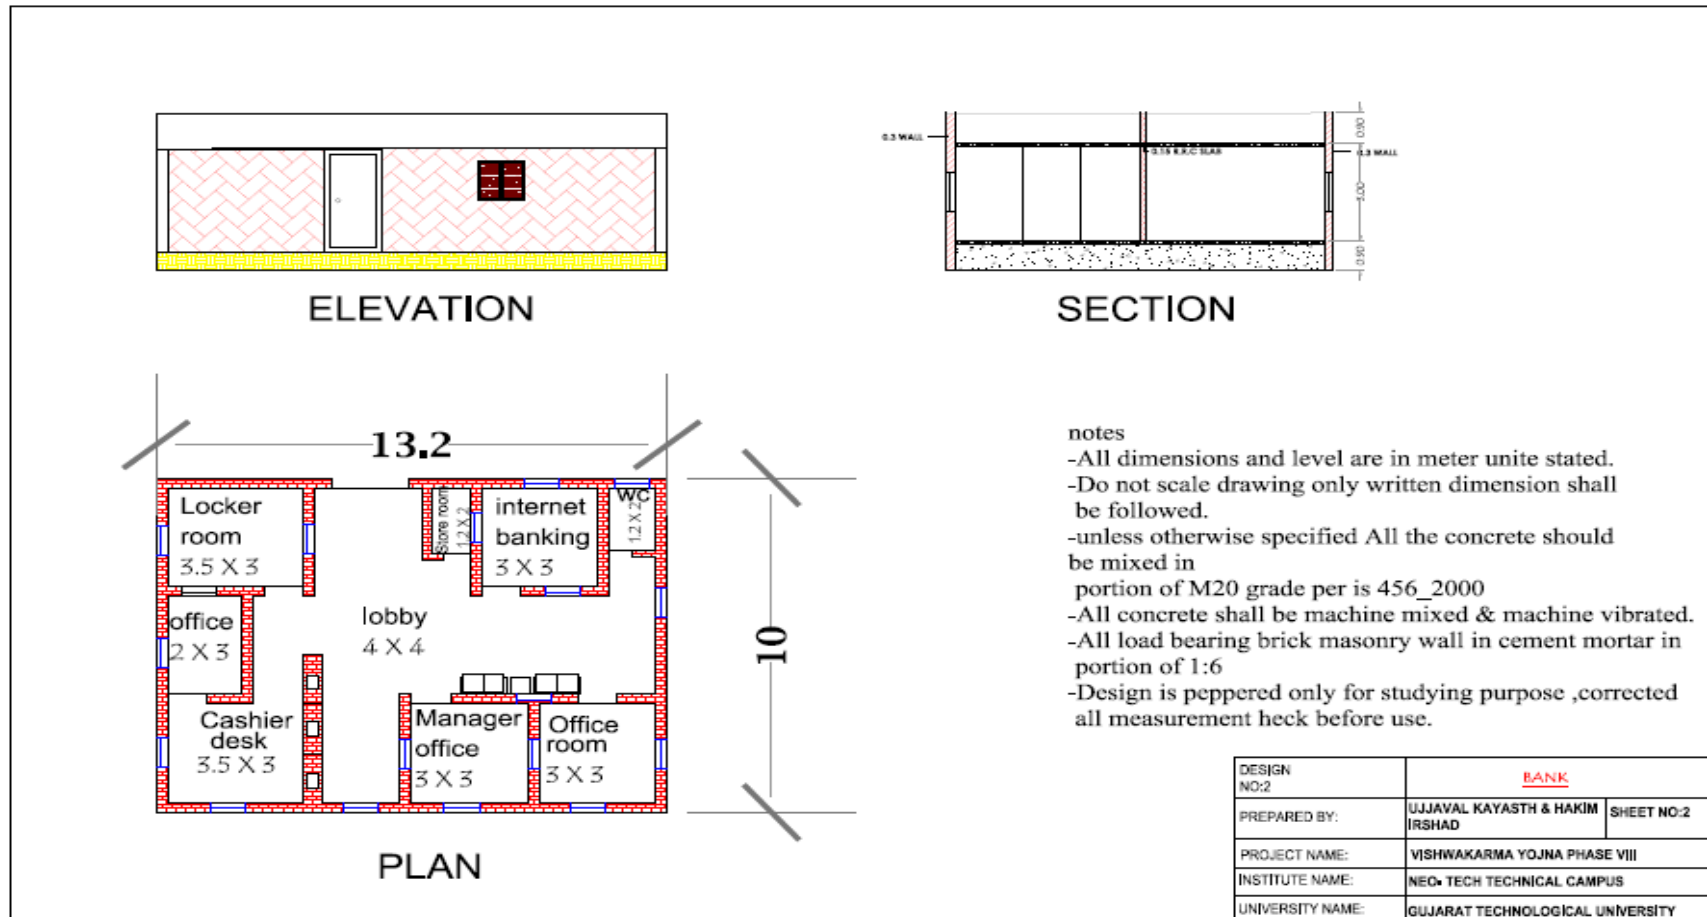 0.3 WALL
0.15 R.R.C SLAB
0.3 WALL
0.90
3.00
0.90
ELEVATION
SECTION
13.2
10
Locker
room
3.5 X 3
Store room
1.2 X 2
internet
banking
3 X 3
WC
1.2 X 2
office
2 X 3
lobby
4 X 4
Cashier
desk
3.5 X 3
Manager
office
3 X 3
Office
room
3 X 3
PLAN
notes
-All dimensions and level are in meter unite stated.
-Do not scale drawing only written dimension shall
be followed.
-unless otherwise specified All the concrete should
be mixed in
portion of M20 grade per is 456_2000
-All concrete shall be machine mixed & machine vibrated.
-All load bearing brick masonry wall in cement mortar in
portion of 1:6
-Design is peppered only for studying purpose ,corrected
all measurement heck before use.
DESIGN
NO:2
BANK
PREPARED BY:
UJJAVAL KAYASTH & HAKIM
IRSHAD
SHEET NO:2
PROJECT NAME:
VISHWAKARMA YOJNA PHASE VIII
INSTITUTE NAME:
NEO- TECH TECHNICAL CAMPUS
UNIVERSITY NAME:
GUJARAT TECHNOLOGICAL UNIVERSITY